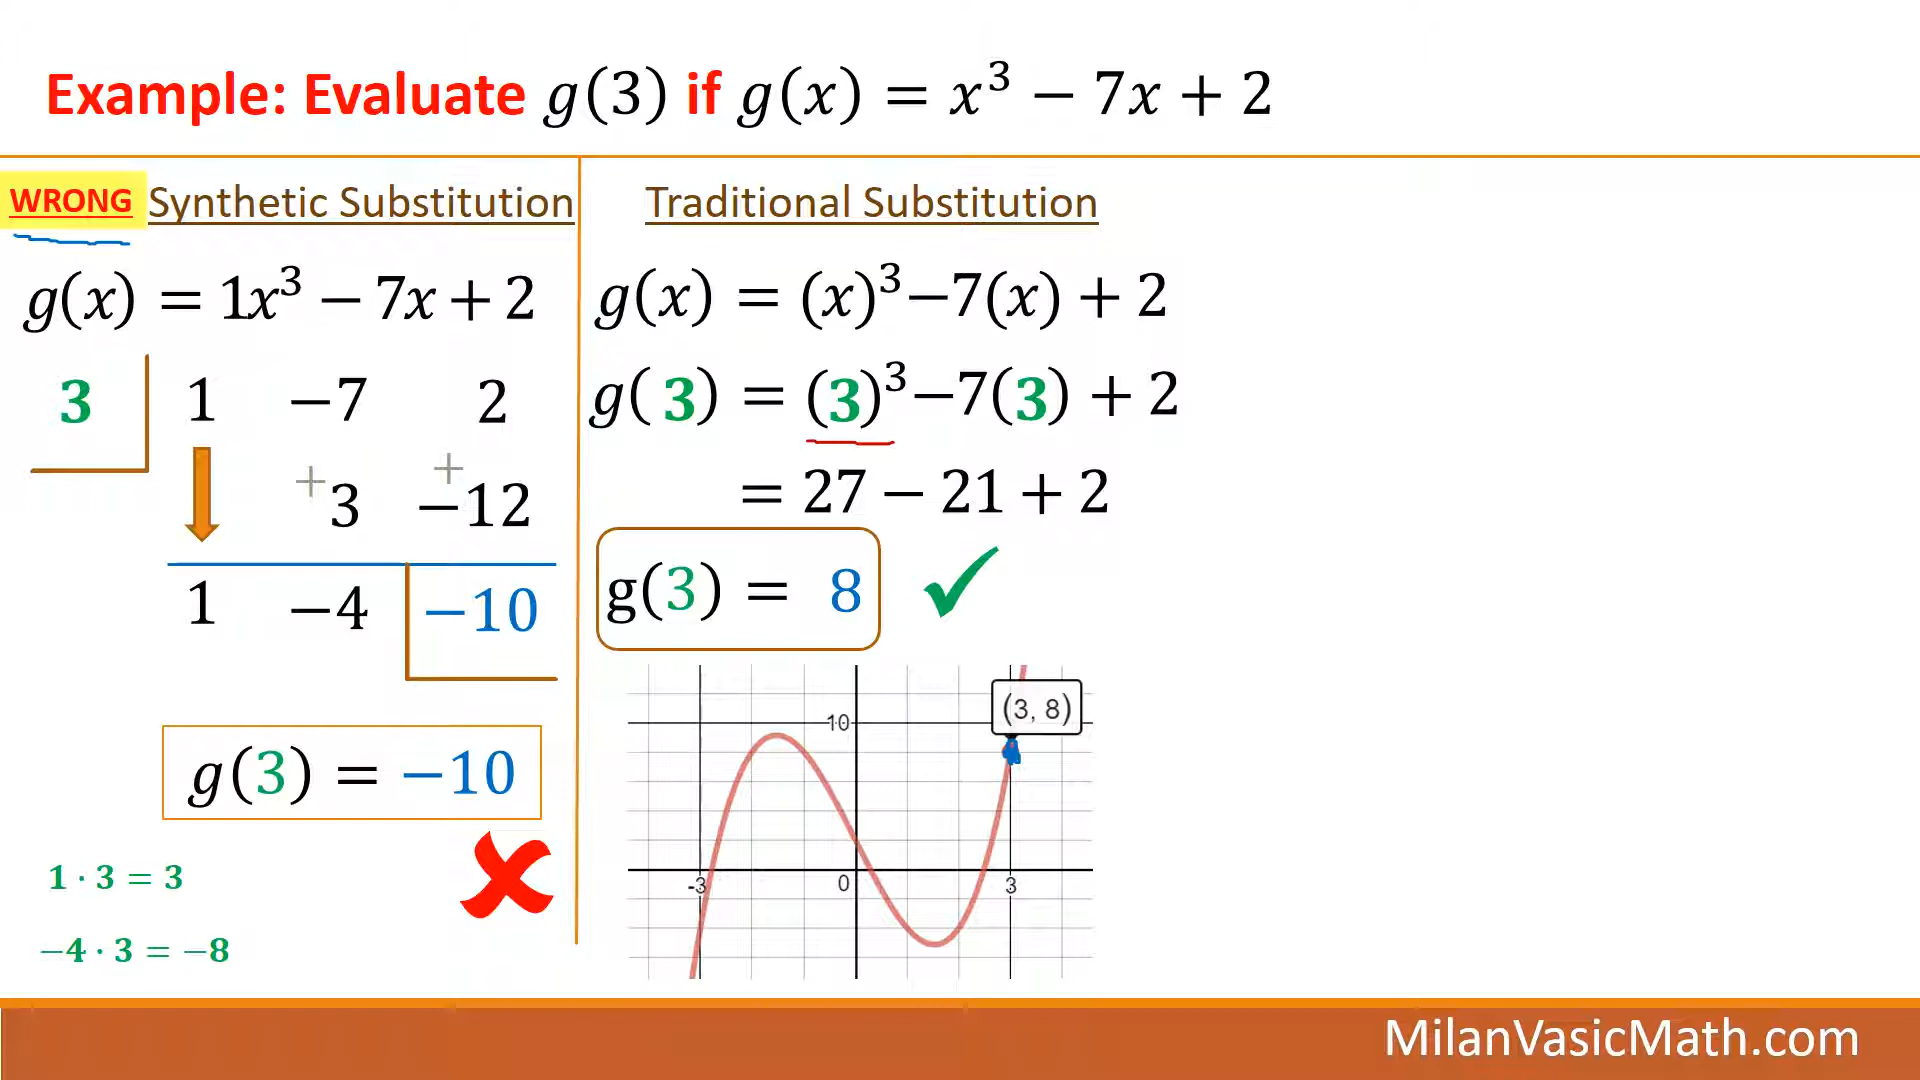 Example: Evaluate g(3) if g(x) = x³ − 7x + 2
WRONG Synthetic Substitution
g(x) = 1x³ − 7x + 2
3 1 −7 2
+ 3 + −12
1 −4 −10
g(3) = −10
1 · 3 = 3
−4 · 3 = −8
Traditional Substitution
g(x) = (x)³−7(x) + 2
g( 3) = (3)³−7(3) + 2
= 27 − 21 + 2
g(3) = 8
(3, 8)
10
-3 0 3
MilanVasicMath.com